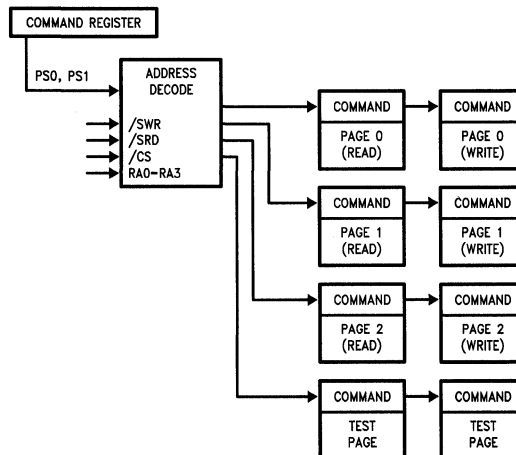 COMMAND REGISTER
PS0, PS1
ADDRESS
DECODE
/SWR
/SRD
/CS
RA0-RA3
COMMAND
PAGE 0
(READ)
COMMAND
PAGE 0
(WRITE)
COMMAND
PAGE 1
(READ)
COMMAND
PAGE 1
(WRITE)
COMMAND
PAGE 2
(READ)
COMMAND
PAGE 2
(WRITE)
COMMAND
TEST
PAGE
COMMAND
TEST
PAGE